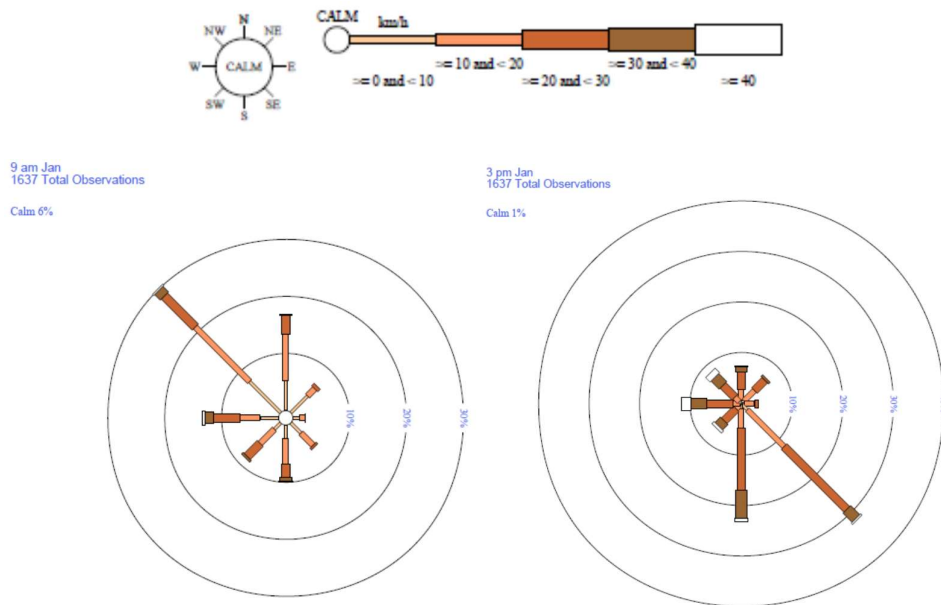 CALM
N
km/h
NW
NE
W
CALM
E
SW
SE
S
>= 10 and < 20
>= 30 and < 40
>= 0 and < 10
>= 20 and < 30
>= 40
9 am Jan
1637 Total Observations
Calm 6%
10%
20%
30%
3 pm Jan
1637 Total Observations
Calm 1%
10%
20%
30%